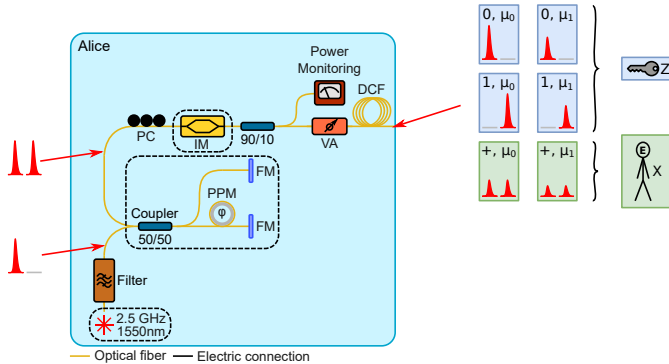 Alice
Power
Monitoring
DCF
PC
IM
90/10
VA
FM
PPM
φ
Coupler
50/50
FM
Filter
2.5 GHz
1550nm
Optical fiber
Electric connection
0, μ₀
0, μ₁
Z
1, μ₀
1, μ₁
+, μ₀
+, μ₁
E
X